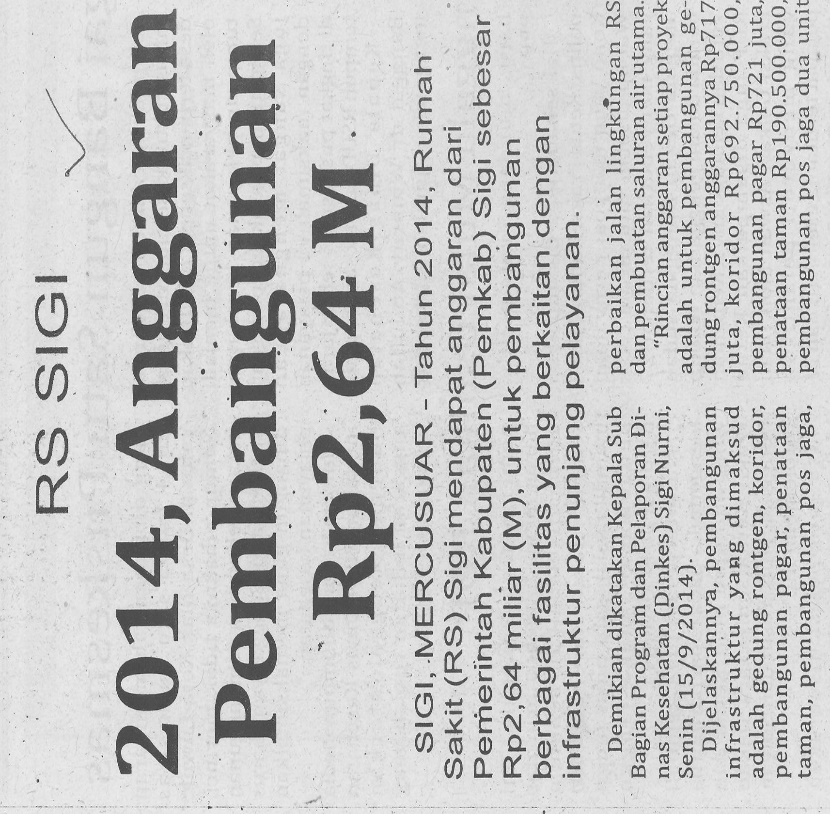 RS SIGI
2014, Anggaran
Pembangunan
Rp2,64 M
SIGI, MERCUSUAR - Tahun 2014, Rumah
Sakit (RS) Sigi mendapat anggaran dari
Pemerintah Kabupaten (Pemkab) Sigi sebesar
Rp2,64 miliar (M), untuk pembangunan
berbagai fasilitas yang berkaitan dengan
infrastruktur penunjang pelayanan.
Demikian dikatakan Kepala Sub
Bagian Program dan Pelaporan Di-
nas Kesehatan (Dinkes) Sigi Nurni,
Senin (15/9/2014).
Dijelaskannya, pembangunan
infrastruktur yang dimaksud
adalah gedung rontgen, koridor,
pembangunan pagar, penataan
taman, pembangunan pos jaga,
perbaikan jalan lingkungan RS
dan pembuatan saluran air utama.
“Rincian anggaran setiap proyek
adalah untuk pembangunan ge-
dung rontgen anggarannya Rp717
juta, koridor Rp692.750.000,
pembangunan pagar Rp721 juta,
penataan taman Rp190.500.000,
pembangunan pos jaga dua unit